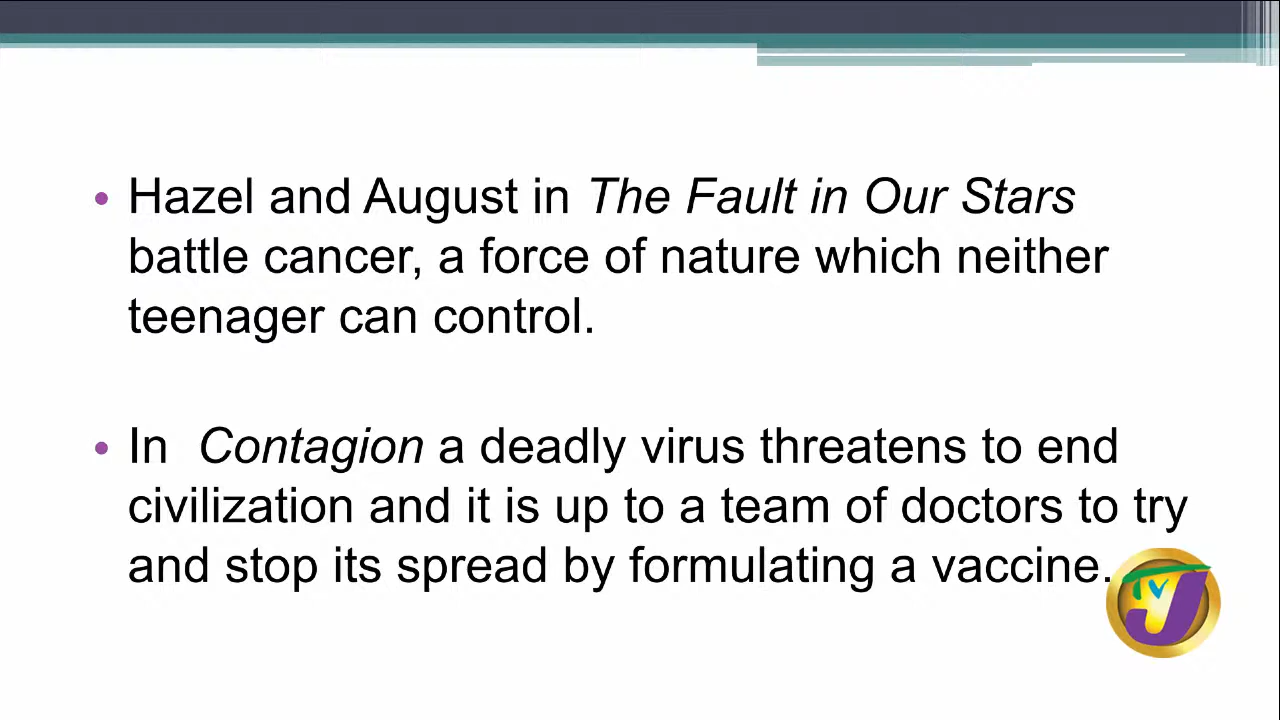 • Hazel and August in The Fault in Our Stars
battle cancer, a force of nature which neither
teenager can control.
• In Contagion a deadly virus threatens to end
civilization and it is up to a team of doctors to try
and stop its spread by formulating a vaccine.
TVJ